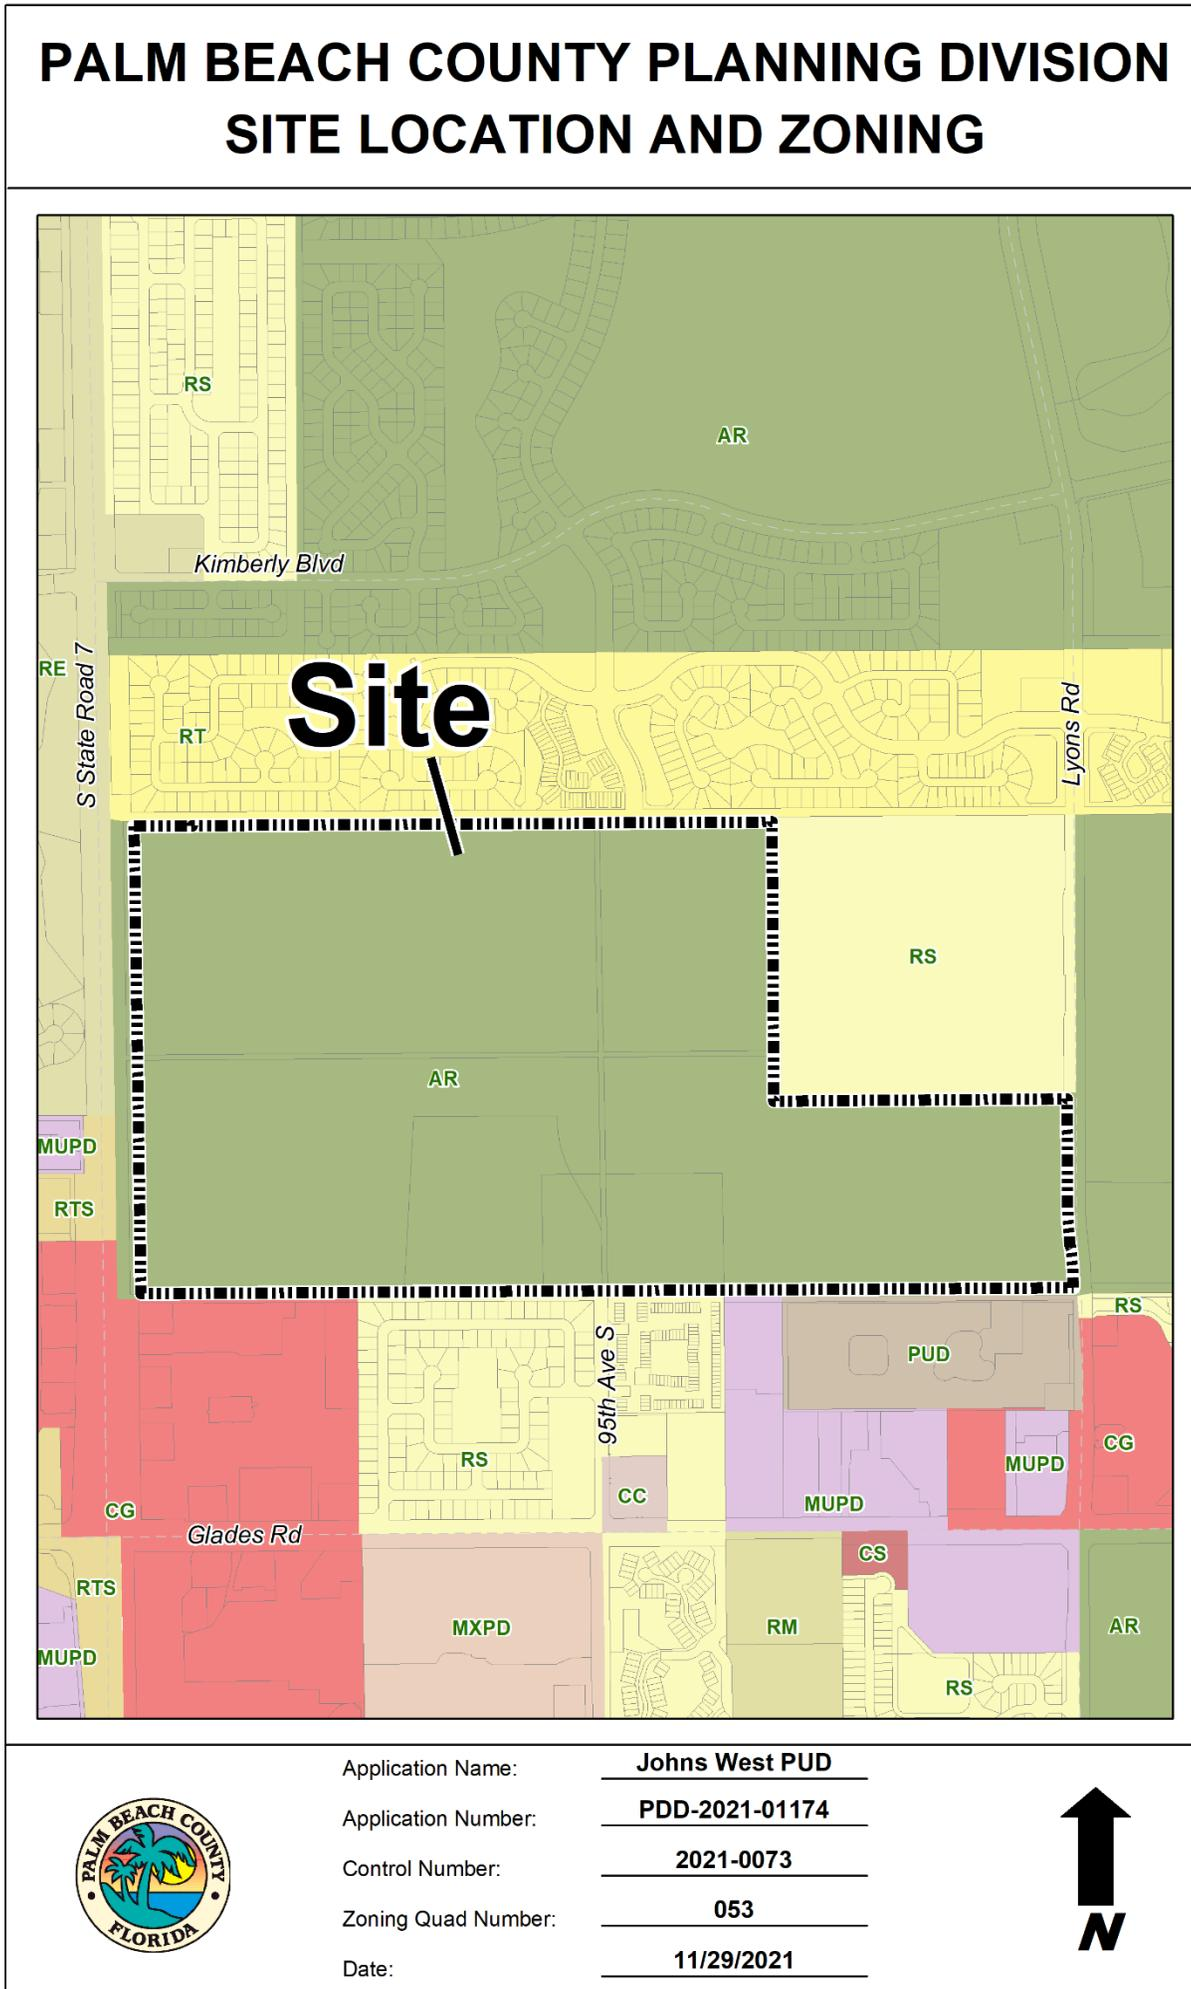 PALM BEACH COUNTY PLANNING DIVISION
SITE LOCATION AND ZONING
RS
AR
Kimberly Blvd
RE
S State Road 7
Site
RT
Lyons Rd
RS
AR
MUPD
RTS
RS
PUD
95th Ave S
CG
RS
MUPD
CC
MUPD
CG
Glades Rd
CS
RTS
MXPD
RM
AR
MUPD
RS
Application Name: Johns West PUD
Application Number: PDD-2021-01174
Control Number: 2021-0073
Zoning Quad Number: 053
Date: 11/29/2021
PALM BEACH COUNTY
FLORIDA
N